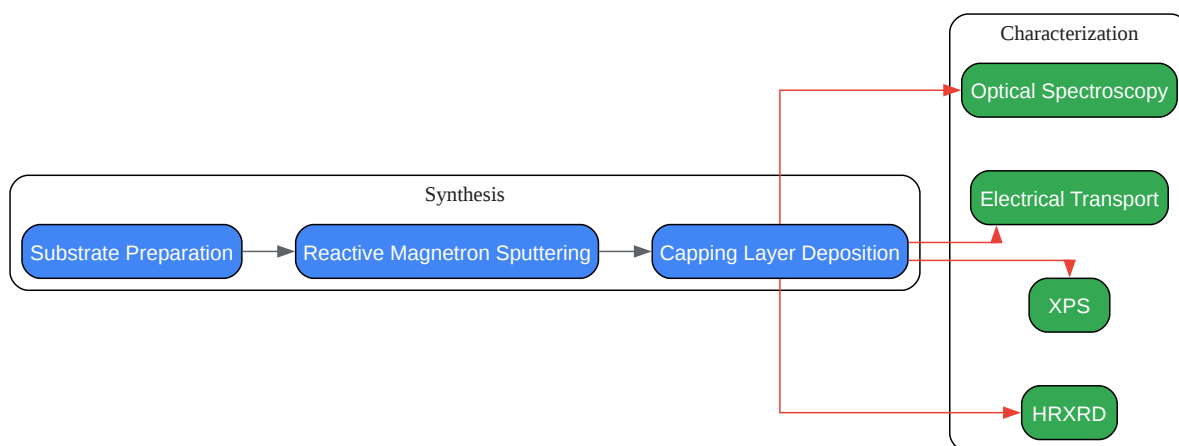 Characterization
Optical Spectroscopy
Synthesis
Electrical Transport
Substrate Preparation
Reactive Magnetron Sputtering
Capping Layer Deposition
XPS
HRXRD